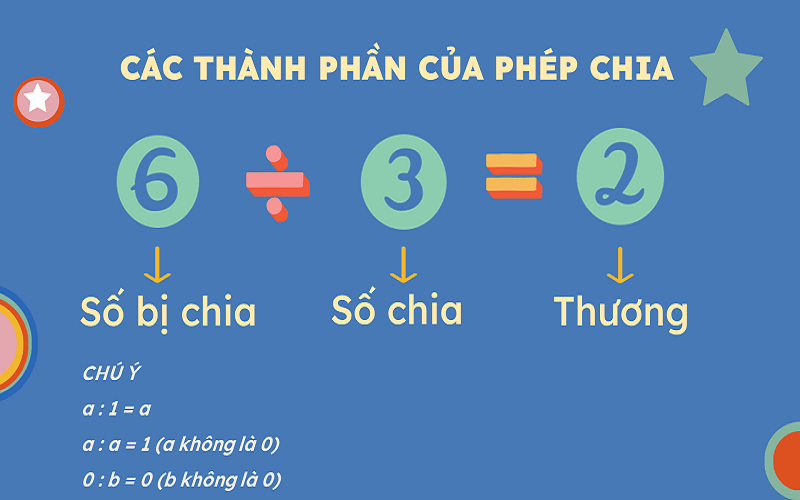 CÁC THÀNH PHẦN CỦA PHÉP CHIA
6 ÷ 3 = 2
Số bị chia Số chia Thương
CHÚ Ý
a : 1 = a
a : a = 1 (a không là 0)
0 : b = 0 (b không là 0)